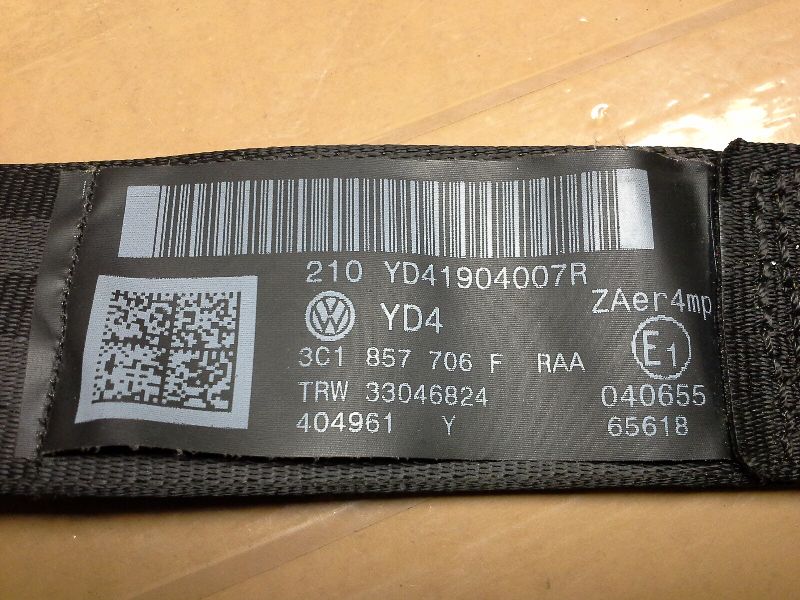 210 YD41904007R
YD4
ZAer4mp
3C1 857 706 F RAA
E1
TRW 33046824
040655
404961 Y
65618